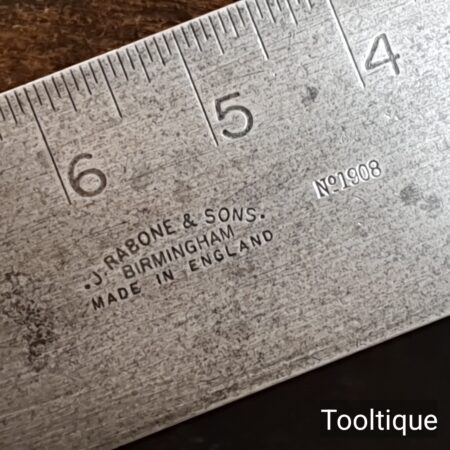 6 5 4
Nº1908
.J. RABONE & SONS.
BIRMINGHAM
MADE IN ENGLAND
Tooltique